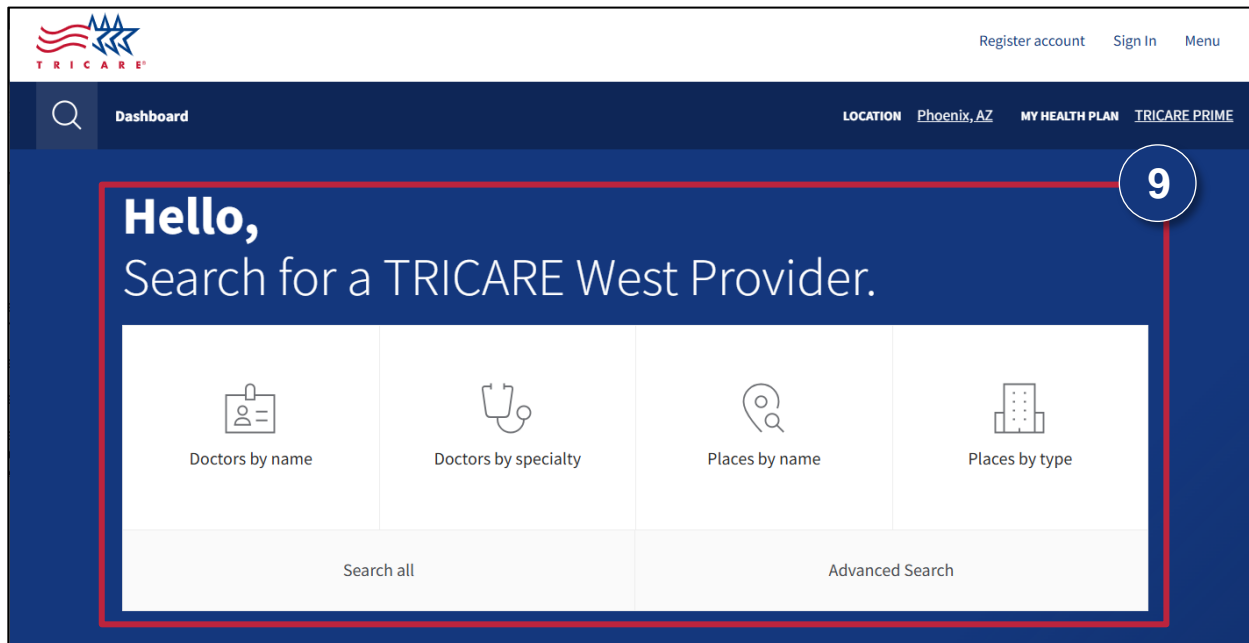 Register account Sign In Menu
TRICARE®
Dashboard LOCATION Phoenix, AZ MY HEALTH PLAN TRICARE PRIME
9
Hello,
Search for a TRICARE West Provider.
Doctors by name Doctors by specialty Places by name Places by type
Search all Advanced Search